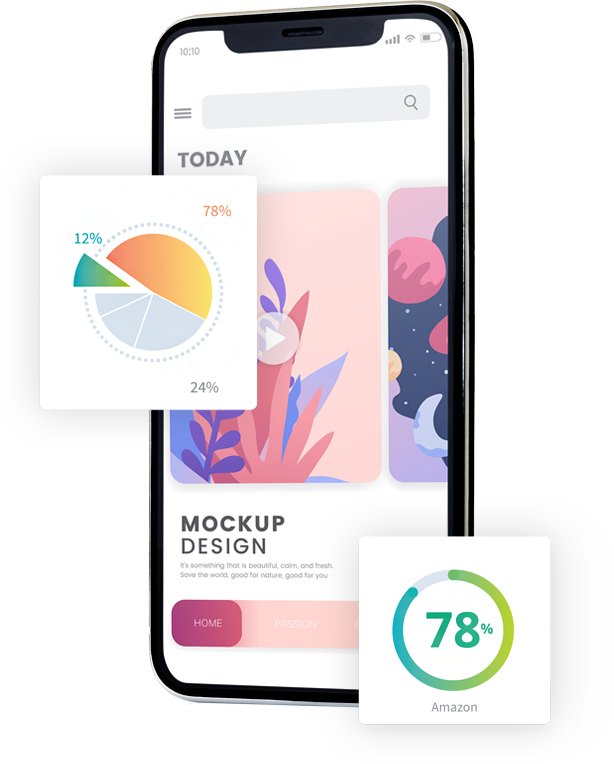 10:10
TODAY
78%
12%
24%
MOCKUP
DESIGN
it's something that is beautiful, calm, and fresh.
Save the world, good for nature, good for you
HOME
PASSION
78%
Amazon